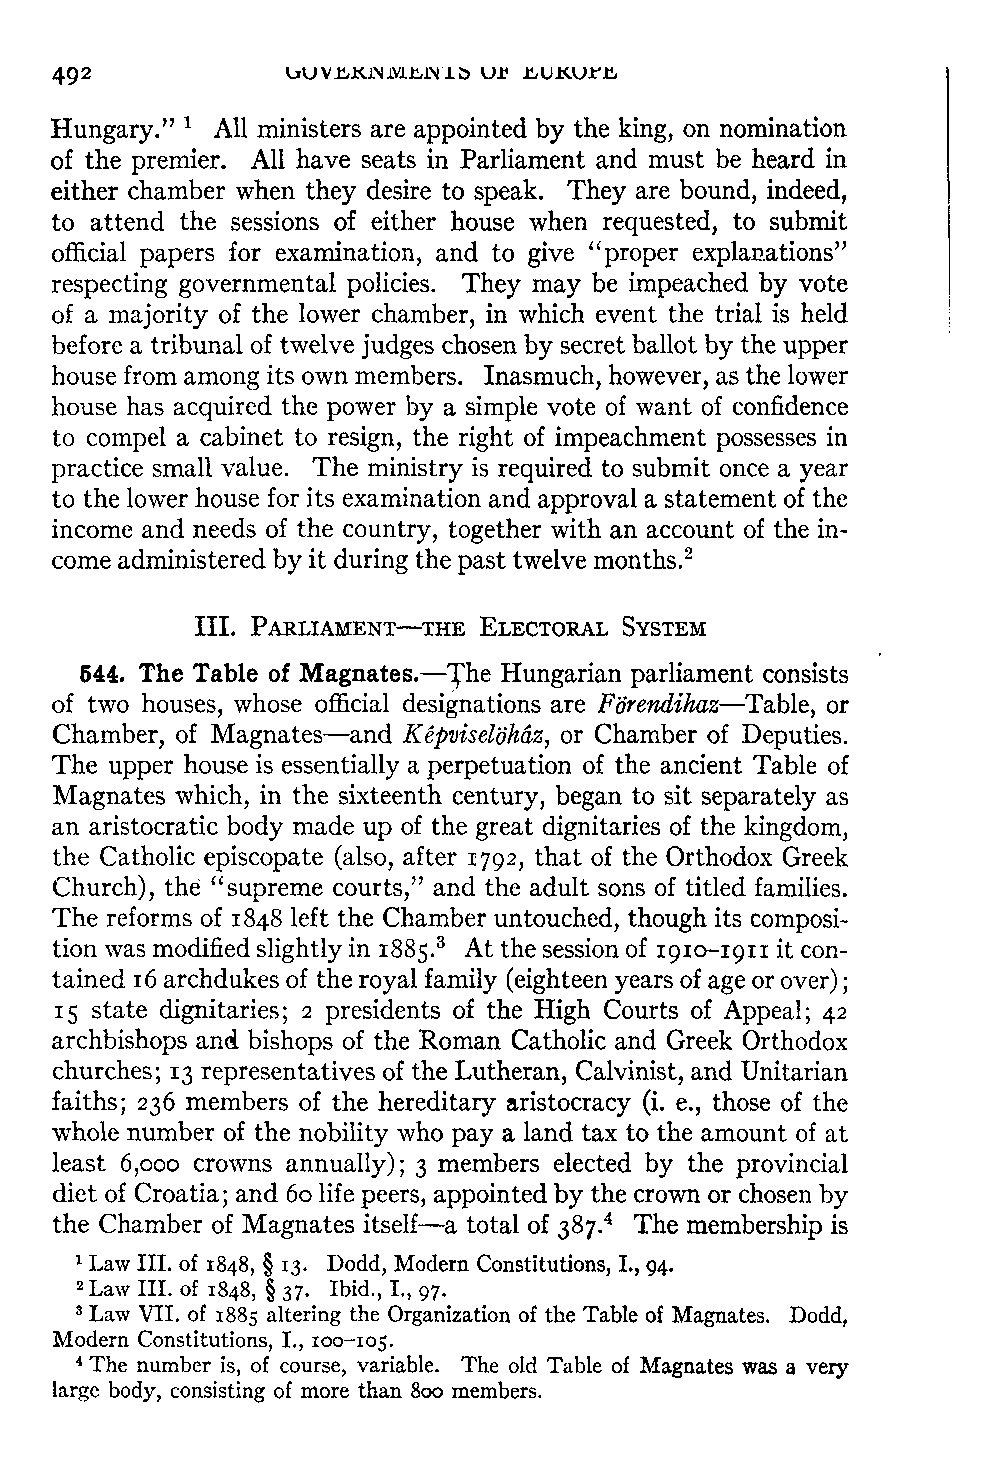 492 GOVERNMENTS OF EUROPE
Hungary.” ¹ All ministers are appointed by the king, on nomination
of the premier. All have seats in Parliament and must be heard in
either chamber when they desire to speak. They are bound, indeed,
to attend the sessions of either house when requested, to submit
official papers for examination, and to give “proper explanations”
respecting governmental policies. They may be impeached by vote
of a majority of the lower chamber, in which event the trial is held
before a tribunal of twelve judges chosen by secret ballot by the upper
house from among its own members. Inasmuch, however, as the lower
house has acquired the power by a simple vote of want of confidence
to compel a cabinet to resign, the right of impeachment possesses in
practice small value. The ministry is required to submit once a year
to the lower house for its examination and approval a statement of the
income and needs of the country, together with an account of the in-
come administered by it during the past twelve months.²
III. Parliament—the Electoral System
544. The Table of Magnates.—The Hungarian parliament consists
of two houses, whose official designations are Förendihaz—Table, or
Chamber, of Magnates—and Képviselöház, or Chamber of Deputies.
The upper house is essentially a perpetuation of the ancient Table of
Magnates which, in the sixteenth century, began to sit separately as
an aristocratic body made up of the great dignitaries of the kingdom,
the Catholic episcopate (also, after 1792, that of the Orthodox Greek
Church), the “supreme courts,” and the adult sons of titled families.
The reforms of 1848 left the Chamber untouched, though its composi-
tion was modified slightly in 1885.³ At the session of 1910–1911 it con-
tained 16 archdukes of the royal family (eighteen years of age or over);
15 state dignitaries; 2 presidents of the High Courts of Appeal; 42
archbishops and bishops of the Roman Catholic and Greek Orthodox
churches; 13 representatives of the Lutheran, Calvinist, and Unitarian
faiths; 236 members of the hereditary aristocracy (i. e., those of the
whole number of the nobility who pay a land tax to the amount of at
least 6,000 crowns annually); 3 members elected by the provincial
diet of Croatia; and 60 life peers, appointed by the crown or chosen by
the Chamber of Magnates itself—a total of 387.⁴ The membership is
¹ Law III. of 1848, § 13. Dodd, Modern Constitutions, I., 94.
² Law III. of 1848, § 37. Ibid., I., 97.
³ Law VII. of 1885 altering the Organization of the Table of Magnates. Dodd,
Modern Constitutions, I., 100–105.
⁴ The number is, of course, variable. The old Table of Magnates was a very
large body, consisting of more than 800 members.